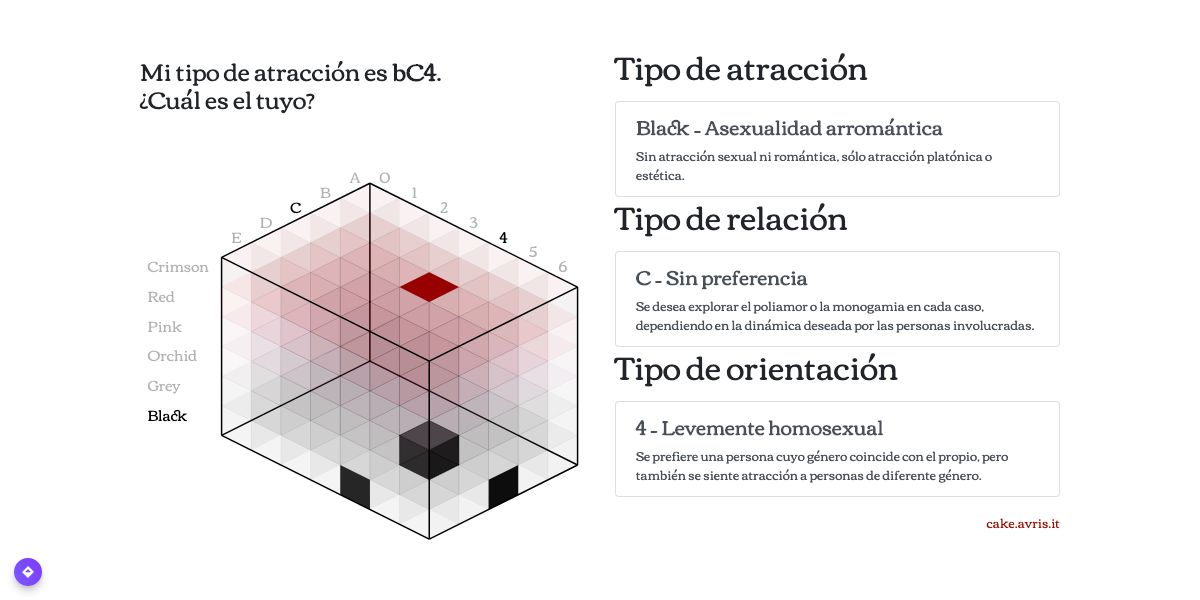 Mi tipo de atracción es bC4.
¿Cuál es el tuyo?
A
B
C
D
E
0
1
2
3
4
5
6
Crimson
Red
Pink
Orchid
Grey
Black
Tipo de atracción
Black - Asexualidad arromántica
Sin atracción sexual ni romántica, sólo atracción platónica o
estética.
Tipo de relación
C - Sin preferencia
Se desea explorar el poliamor o la monogamia en cada caso,
dependiendo en la dinámica deseada por las personas involucradas.
Tipo de orientación
4 - Levemente homosexual
Se prefiere una persona cuyo género coincide con el propio, pero
también se siente atracción a personas de diferente género.
cake.avris.it